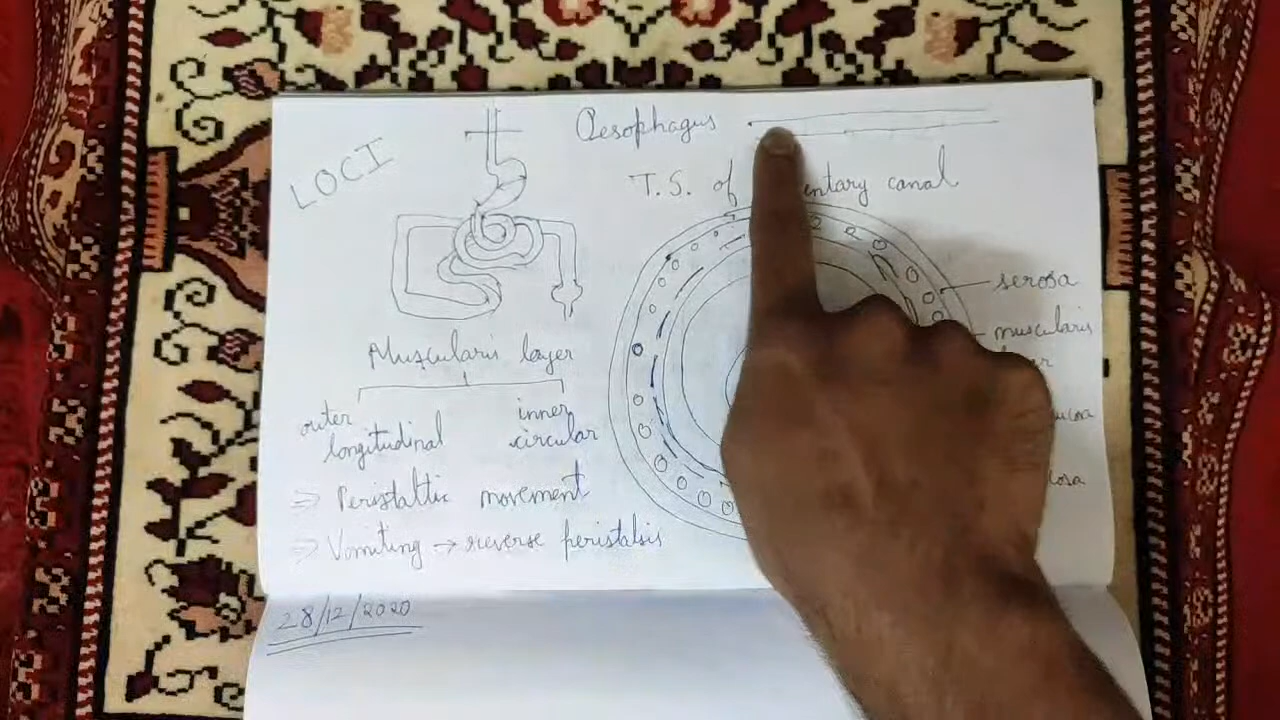 LOCI
Oesophagus
T.S. of entary canal
serosa
muscularis
Muscularis layer
outer longitudinal
inner circular
⇒ Peristaltic movement
⇒ Vomiting → reverse peristalsis
28/12/2020